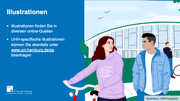 Illustrationen
Illustrationen finden Sie in
diversen online-Quellen
UHH-spezifische Illustrationen
können Sie ebenfalls unter
www.uni-hamburg.de/ge
beantragen